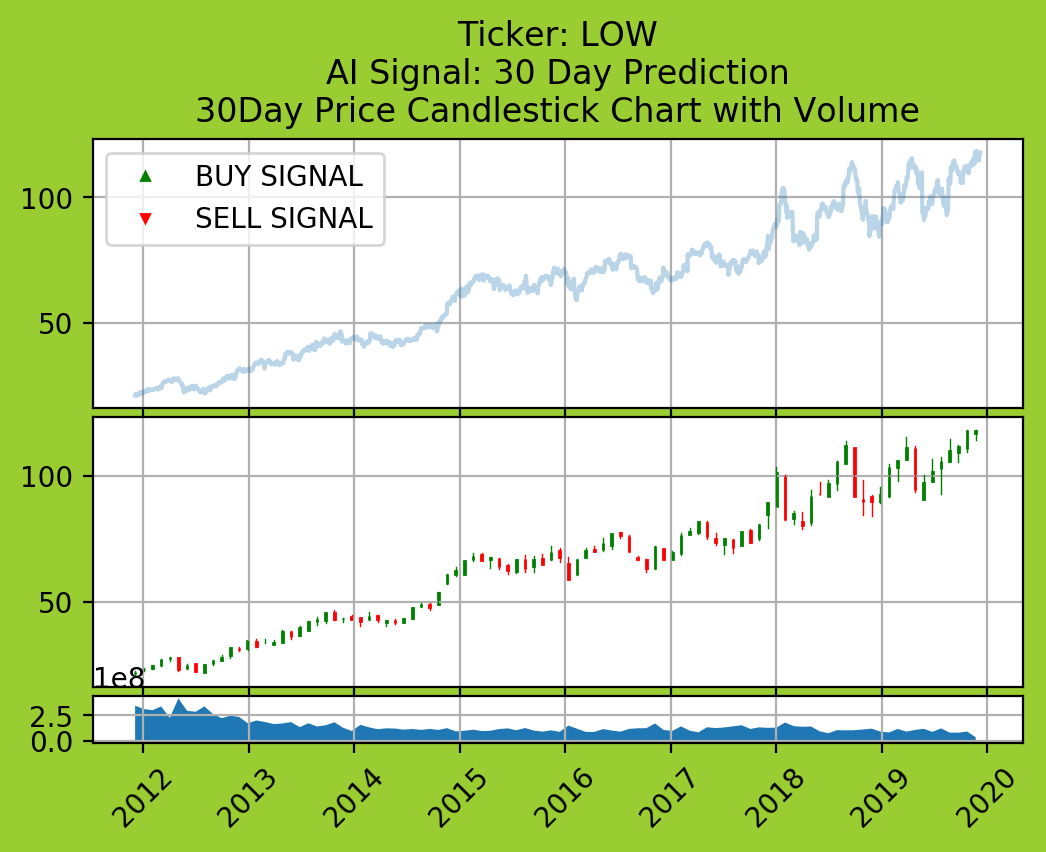 Ticker: LOW
AI Signal: 30 Day Prediction
30Day Price Candlestick Chart with Volume
BUY SIGNAL
SELL SIGNAL
100
50
100
50
1e8
2.5
0.0
2012 2013 2014 2015 2016 2017 2018 2019 2020